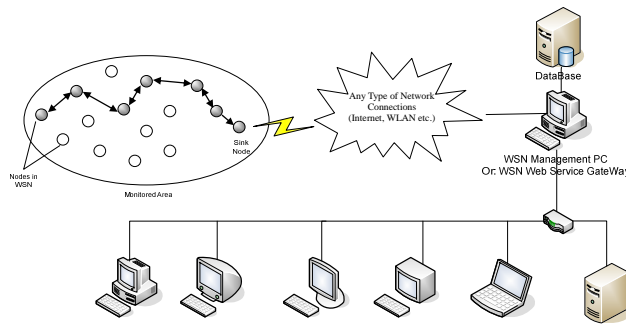 DataBase
Any Type of Network
Connections
(Internet, WLAN etc.)
Sink
Node
WSN Management PC
Or: WSN Web Service GateWay
Nodes in
WSN
Monitored Area